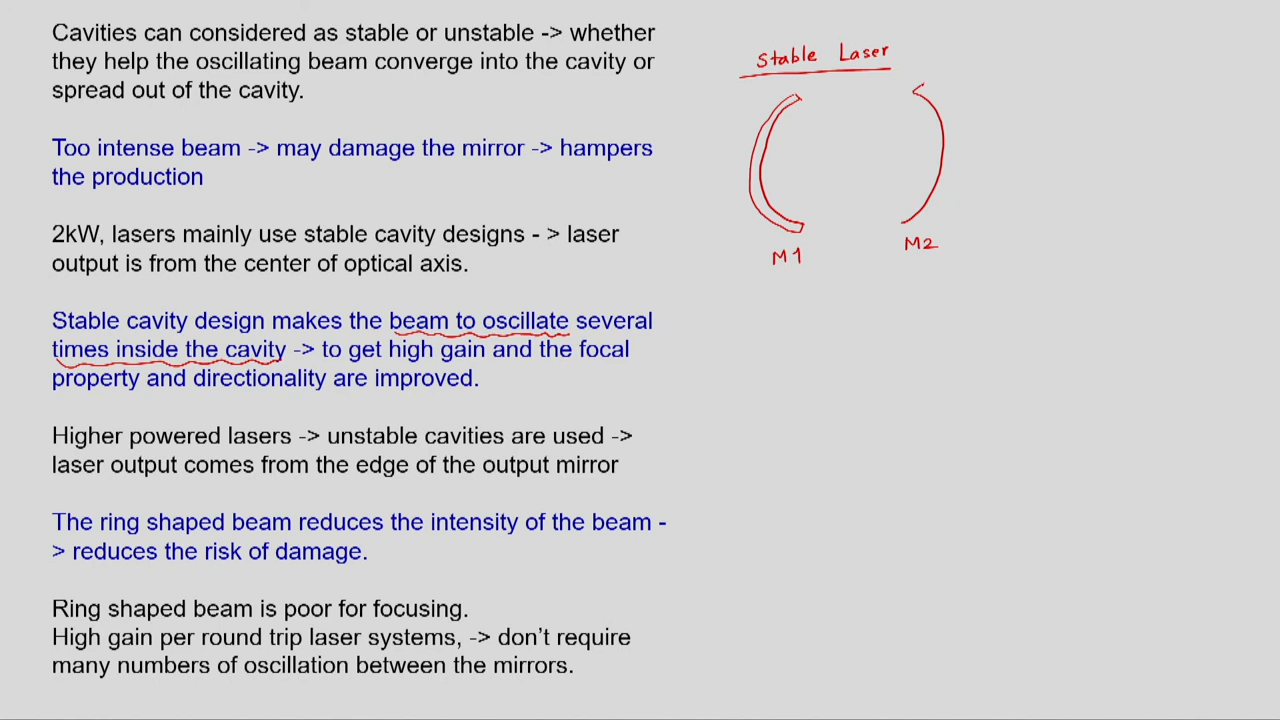 Cavities can considered as stable or unstable -> whether
they help the oscillating beam converge into the cavity or
spread out of the cavity.
Too intense beam -> may damage the mirror -> hampers
the production
2kW, lasers mainly use stable cavity designs - > laser
output is from the center of optical axis.
Stable cavity design makes the beam to oscillate several
times inside the cavity -> to get high gain and the focal
property and directionality are improved.
Higher powered lasers -> unstable cavities are used ->
laser output comes from the edge of the output mirror
The ring shaped beam reduces the intensity of the beam -
> reduces the risk of damage.
Ring shaped beam is poor for focusing.
High gain per round trip laser systems, -> don’t require
many numbers of oscillation between the mirrors.
Stable Laser
M1
M2